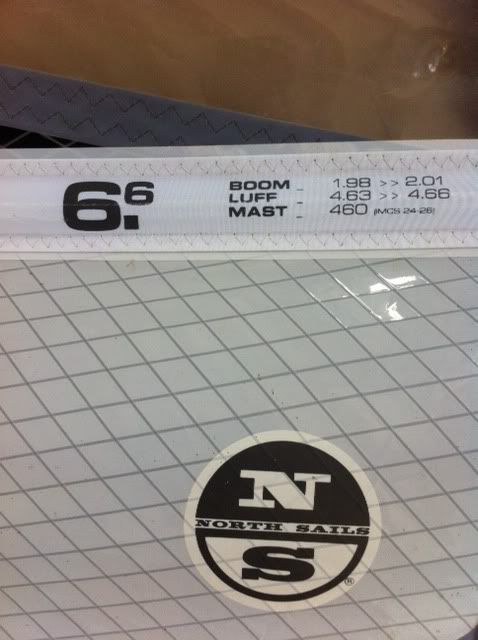 6.6
BOOM - 1.98 >> 2.01
LUFF - 4.63 >> 4.66
MAST - 460 (IMCS 24-26)
N
NORTH SAILS
S
®